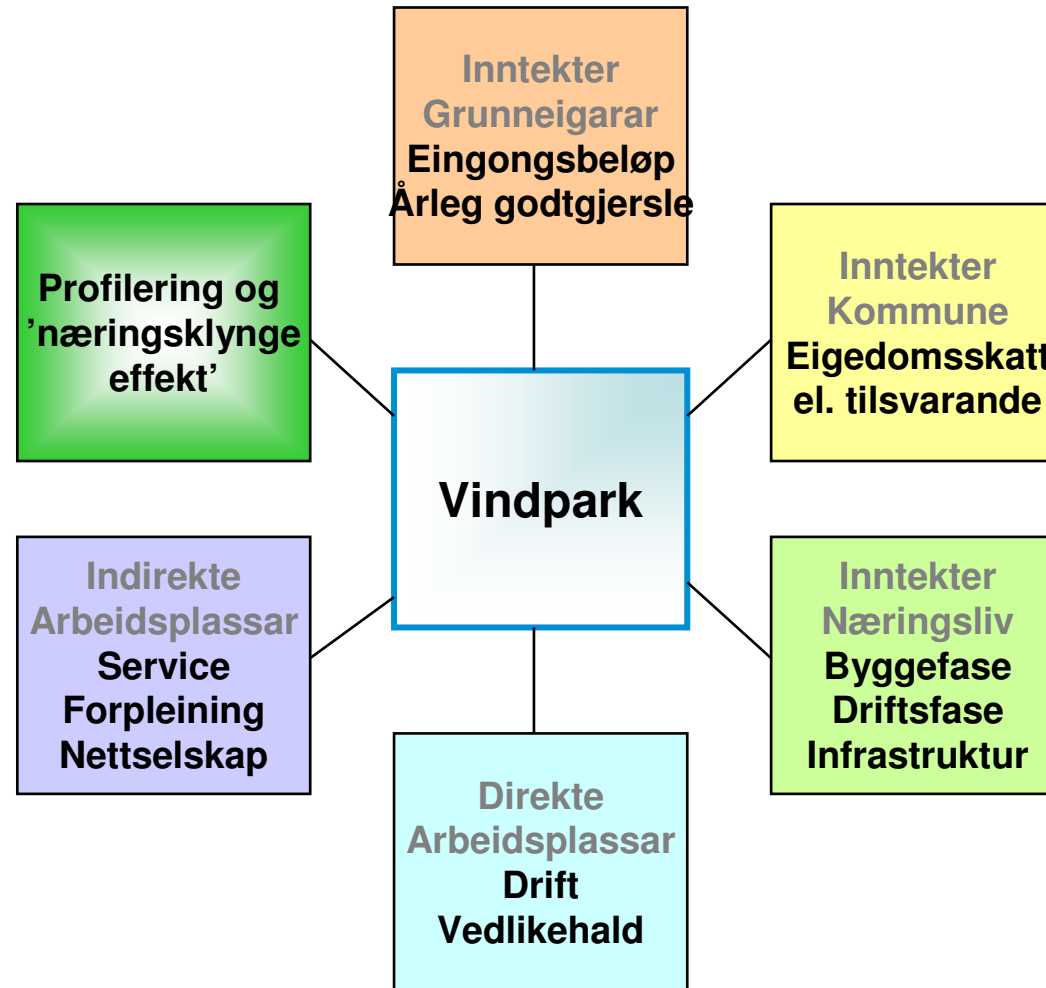 Inntekter
Grunneigarar
Eingongsbeløp
Årleg godtgjersle
Profilering og
’næringsklynge
effekt’
Inntekter
Kommune
Eigedomsskatt
el. tilsvarande
Vindpark
Indirekte
Arbeidsplassar
Service
Forpleining
Nettselskap
Inntekter
Næringsliv
Byggefase
Driftsfase
Infrastruktur
Direkte
Arbeidsplassar
Drift
Vedlikehald